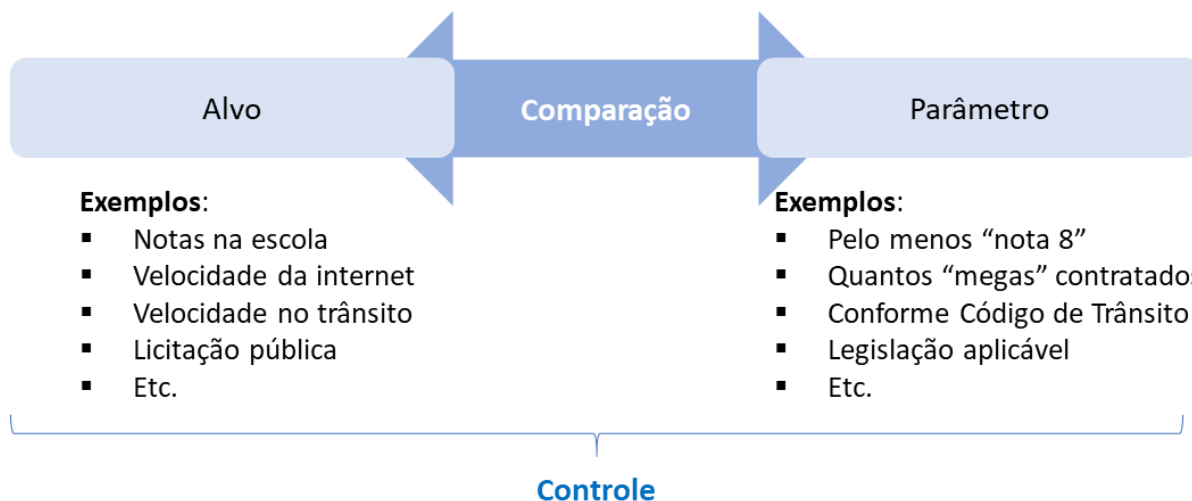 Alvo
Comparação
Parâmetro
Exemplos:
▪ Notas na escola
▪ Velocidade da internet
▪ Velocidade no trânsito
▪ Licitação pública
▪ Etc.
Exemplos:
▪ Pelo menos “nota 8”
▪ Quantos “megas” contratados
▪ Conforme Código de Trânsito
▪ Legislação aplicável
▪ Etc.
Controle